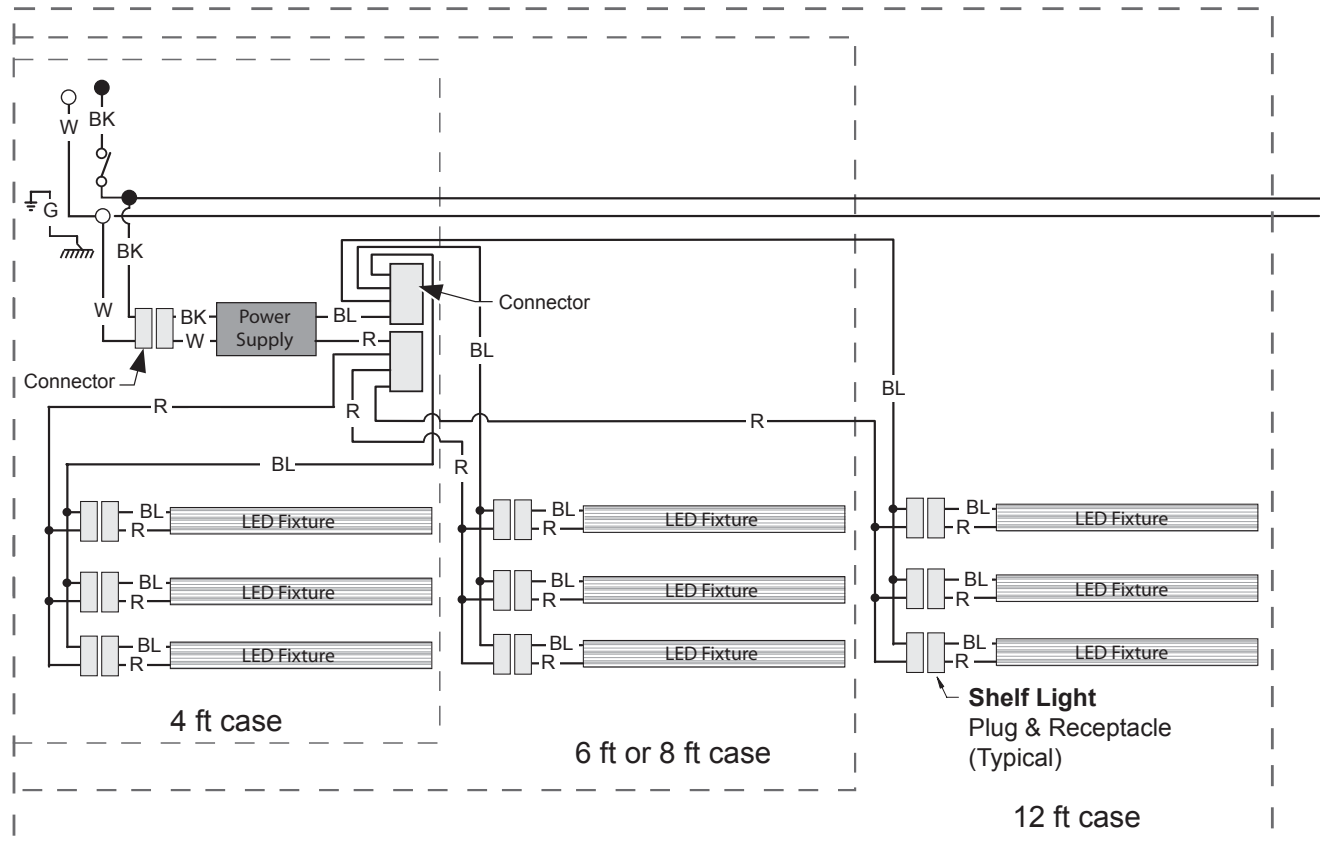 W
BK
G
BK
W
BK
Power
Supply
W
BL
R
Connector
Connector
BL
BL
R
R
R
BL
R
BL
R
LED Fixture
BL
R
LED Fixture
BL
R
LED Fixture
BL
R
LED Fixture
BL
R
LED Fixture
BL
R
LED Fixture
BL
R
LED Fixture
BL
R
LED Fixture
BL
R
LED Fixture
4 ft case
6 ft or 8 ft case
Shelf Light
Plug & Receptacle
(Typical)
12 ft case